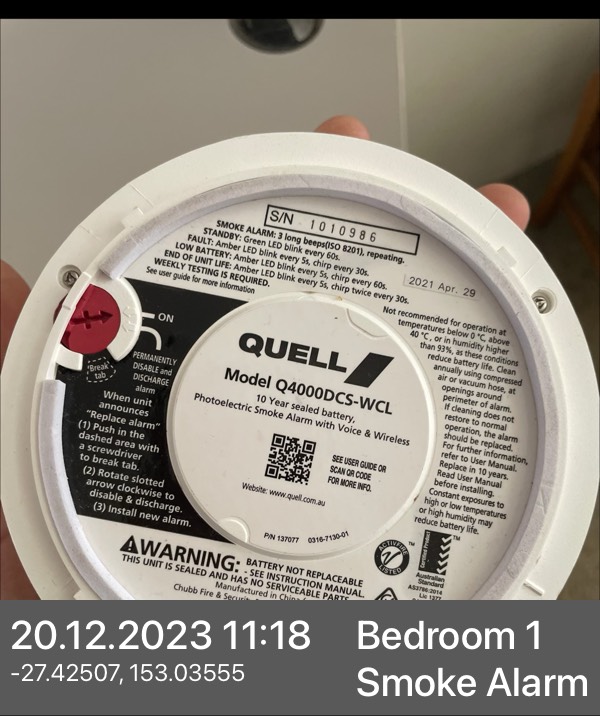 S/N 1010986
SMOKE ALARM: 3 long beeps(ISO 8201), repeating.
STANDBY: Green LED blink every 60s.
FAULT: Amber LED blink every 5s, chirp every 30s.
LOW BATTERY: Amber LED blink every 5s, chirp every 60s.
END OF UNIT LIFE: Amber LED blink every 5s, chirp twice every 30s.
WEEKLY TESTING IS REQUIRED.
See user guide for more information
2021 Apr. 29
Not recommended for operation at
temperatures below 0 °C, above
40 °C, or in humidity higher
than 93%, as these conditions
reduce battery life. Clean
annually using compressed
air or vacuum hose, at
openings around
perimeter of alarm.
If cleaning does not
restore to normal
operation, the alarm
should be replaced.
For further information,
refer to User Manual.
Replace in 10 years.
Read User Manual
before installing.
Constant exposures to
high or low temperatures
or high humidity may
reduce battery life.
ON
PERMANENTLY
DISABLE and
DISCHARGE
alarm
Break
tab
When unit
announces
“Replace alarm”
(1) Push in the
dashed area with
a screwdriver
to break tab.
(2) Rotate slotted
arrow clockwise to
disable & discharge.
(3) Install new alarm.
QUELL
Model Q4000DCS-WCL
10 Year sealed battery,
Photoelectric Smoke Alarm with Voice & Wireless
SEE USER GUIDE OR
SCAN QR CODE
FOR MORE INFO.
Website: www.quell.com.au
P/N 137077 0316-7130-01
WARNING: BATTERY NOT REPLACEABLE
- SEE INSTRUCTION MANUAL.
THIS UNIT IS SEALED AND HAS NO SERVICEABLE PARTS.
Manufactured in China
Chubb Fire & Security
ACTIVFIRE
LISTED
TM
TM
Australian
Standard
AS3786:2014
Lic 1377
20.12.2023 11:18
-27.42507, 153.03555
Bedroom 1
Smoke Alarm